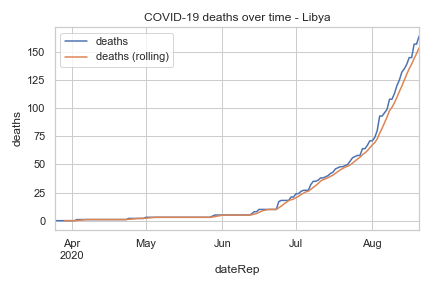 COVID-19 deaths over time - Libya
deaths
deaths (rolling)
150
125
100
75
50
25
0
deaths
Apr
2020
May
Jun
Jul
Aug
dateRep